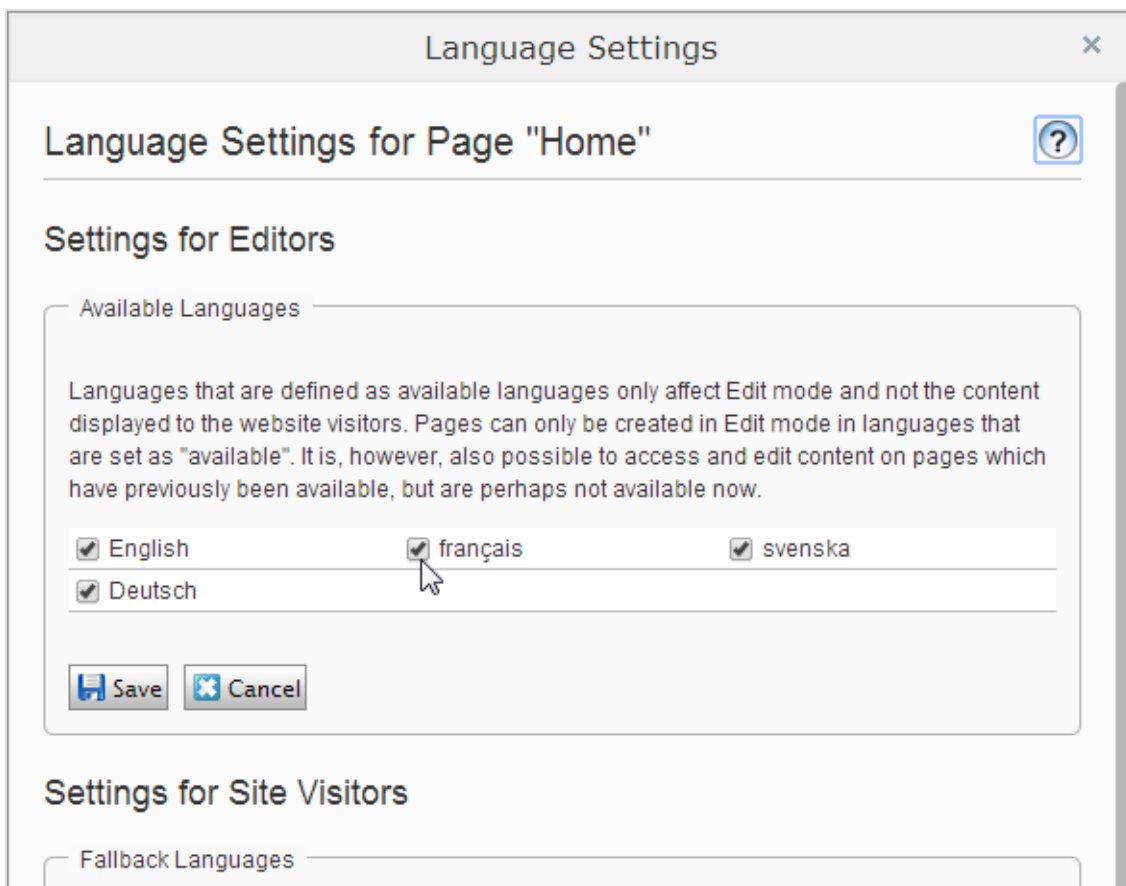 Language Settings
Language Settings for Page "Home"
Settings for Editors
Available Languages
Languages that are defined as available languages only affect Edit mode and not the content
displayed to the website visitors. Pages can only be created in Edit mode in languages that
are set as "available". It is, however, also possible to access and edit content on pages which
have previously been available, but are perhaps not available now.
English français svenska
Deutsch
Save Cancel
Settings for Site Visitors
Fallback Languages